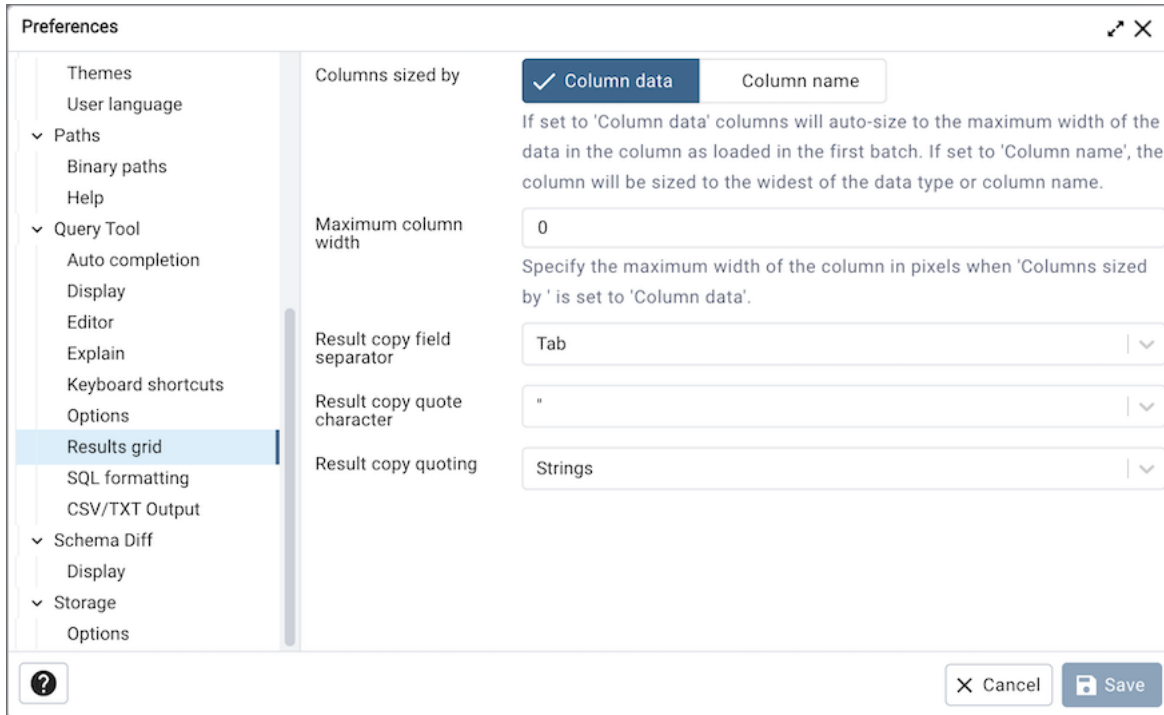 Preferences
Themes
User language
Paths
Binary paths
Help
Query Tool
Auto completion
Display
Editor
Explain
Keyboard shortcuts
Options
Results grid
SQL formatting
CSV/TXT Output
Schema Diff
Display
Storage
Options
Columns sized by
Column data
Column name
If set to 'Column data' columns will auto-size to the maximum width of the
data in the column as loaded in the first batch. If set to 'Column name', the
column will be sized to the widest of the data type or column name.
Maximum column
width
0
Specify the maximum width of the column in pixels when 'Columns sized
by ' is set to 'Column data'.
Result copy field
separator
Tab
Result copy quote
character
"
Result copy quoting
Strings
?
Cancel
Save